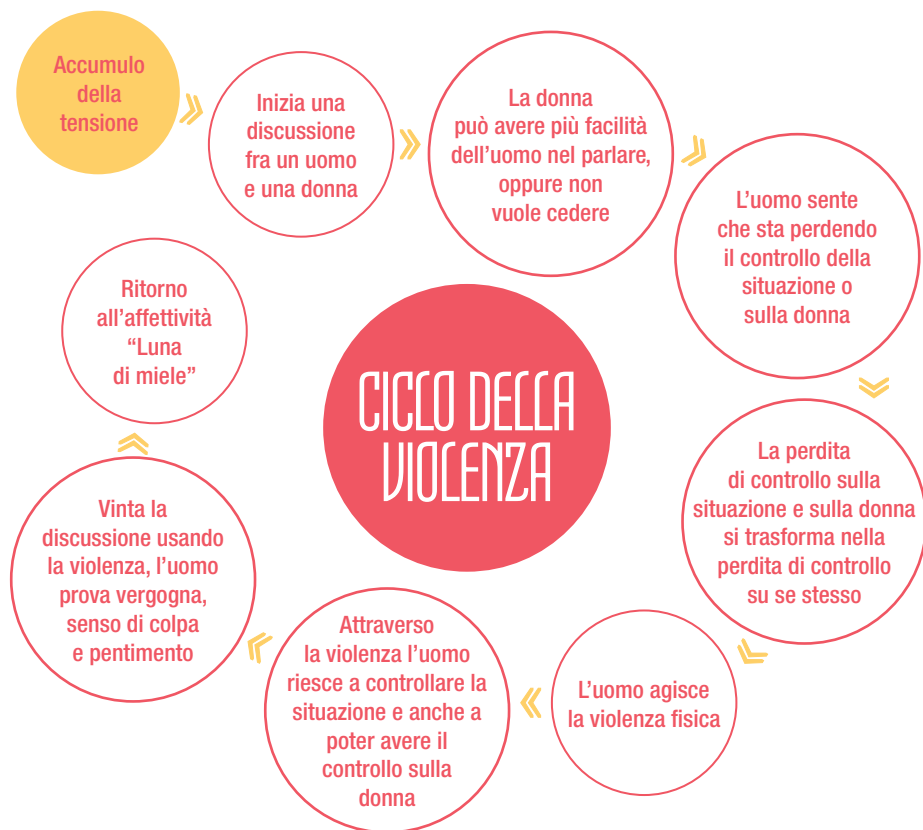 Accumulo
della
tensione
Inizia una
discussione
fra un uomo
e una donna
La donna
può avere più facilità
dell'uomo nel parlare,
oppure non
vuole cedere
L'uomo sente
che sta perdendo
il controllo della
situazione o
sulla donna
La perdita
di controllo sulla
situazione e sulla donna
si trasforma nella
perdita di controllo
su se stesso
L'uomo agisce
la violenza fisica
Attraverso
la violenza l'uomo
riesce a controllare la
situazione e anche a
poter avere il
controllo sulla
donna
Vinta la
discussione usando
la violenza, l'uomo
prova vergogna,
senso di colpa
e pentimento
Ritorno
all'affettività
“Luna
di miele”
CICLO DELLA
VIOLENZA